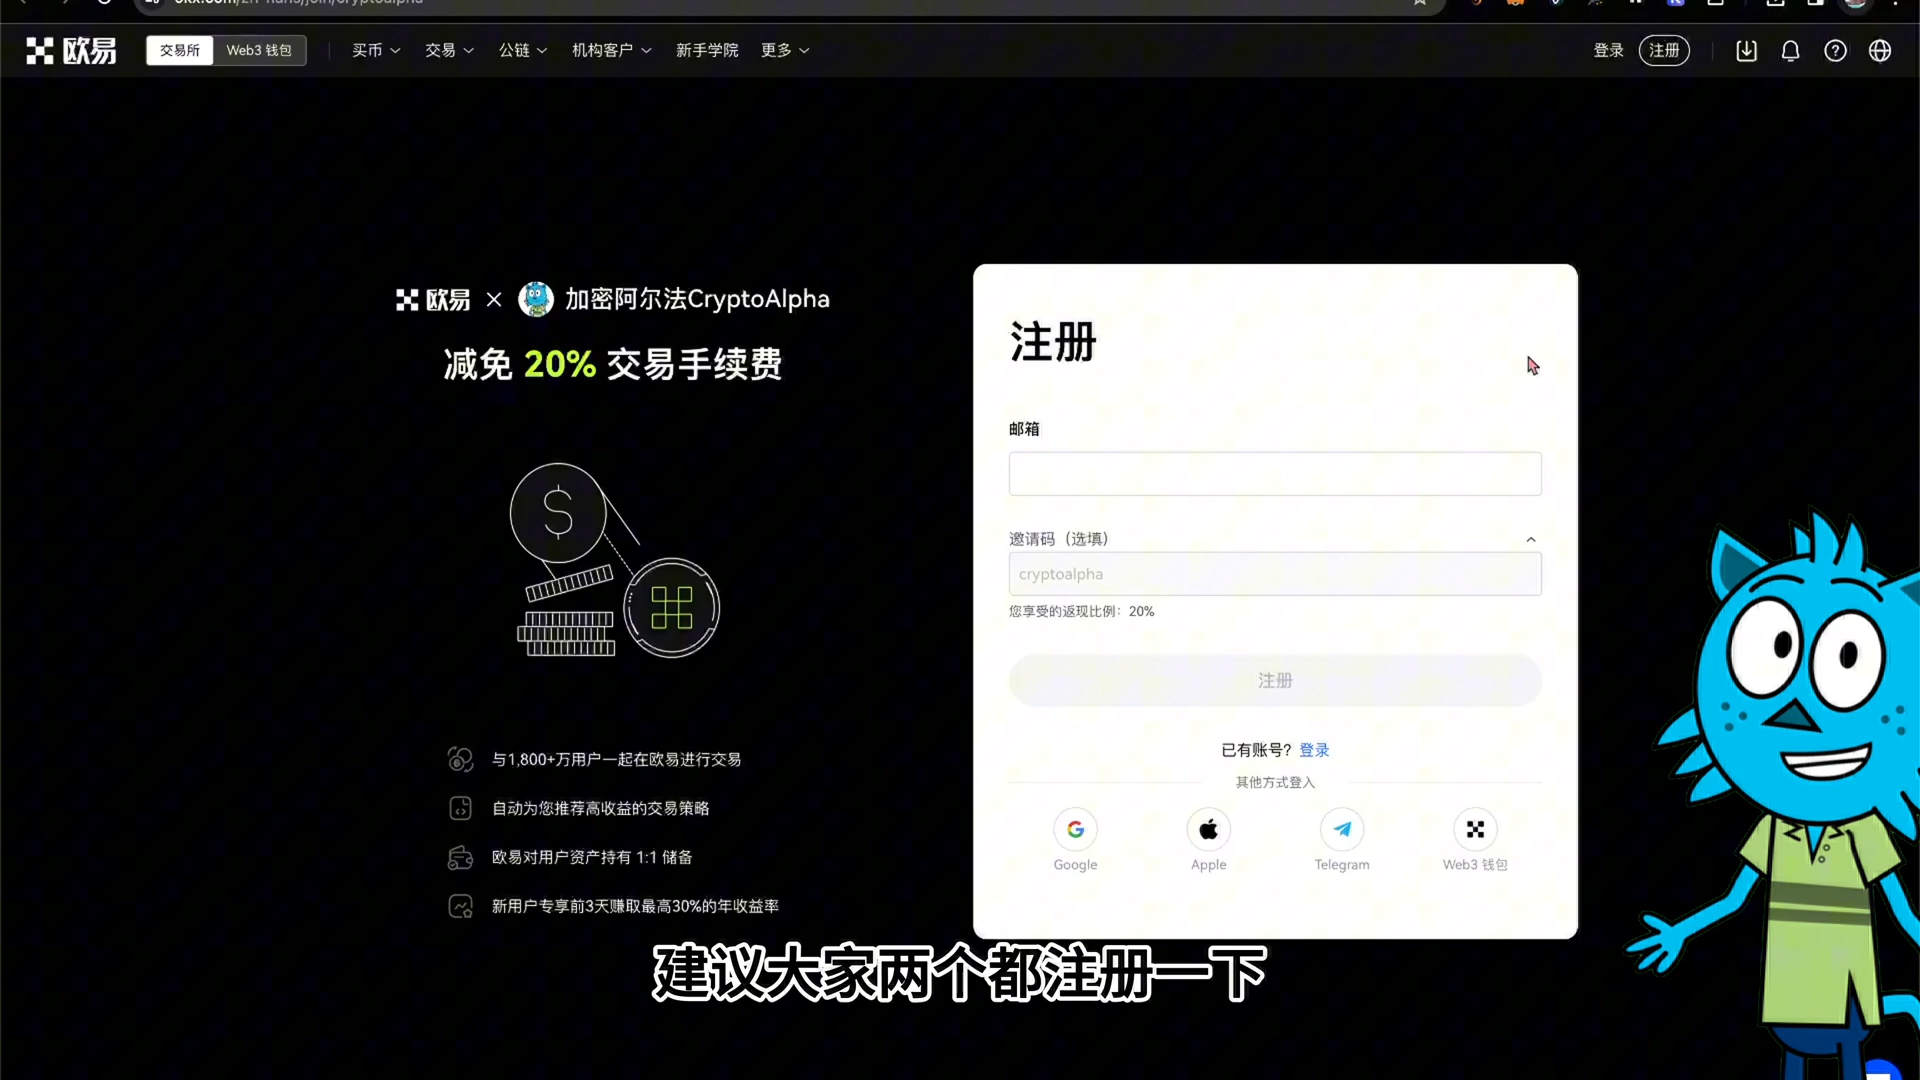 欧易
交易所
Web3 钱包
买币
交易
公链
机构客户
新手学院
更多
登录
注册
欧易
加密阿尔法CryptoAlpha
减免 20% 交易手续费
与1,800+万用户一起在欧易进行交易
自动为您推荐高收益的交易策略
欧易对用户资产持有 1:1 储备
新用户专享前3天赚取最高30%的年收益率
注册
邮箱
邀请码（选填）
cryptoalpha
您享受的返现比例：20%
注册
已有账号？登录
其他方式登入
Google
Apple
Telegram
Web3 钱包
建议大家两个都注册一下